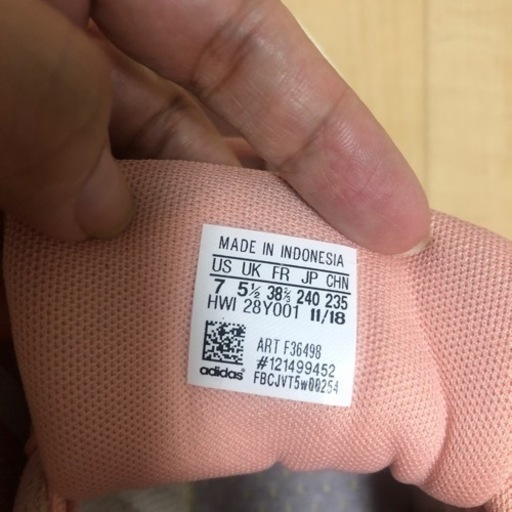 MADE IN INDONESIA
US UK FR JP CHN
7 5½ 38⅔ 240 235
HWI 28Y001 11/18
ART F36498
#121499452
adidas FBCJVT5W00254